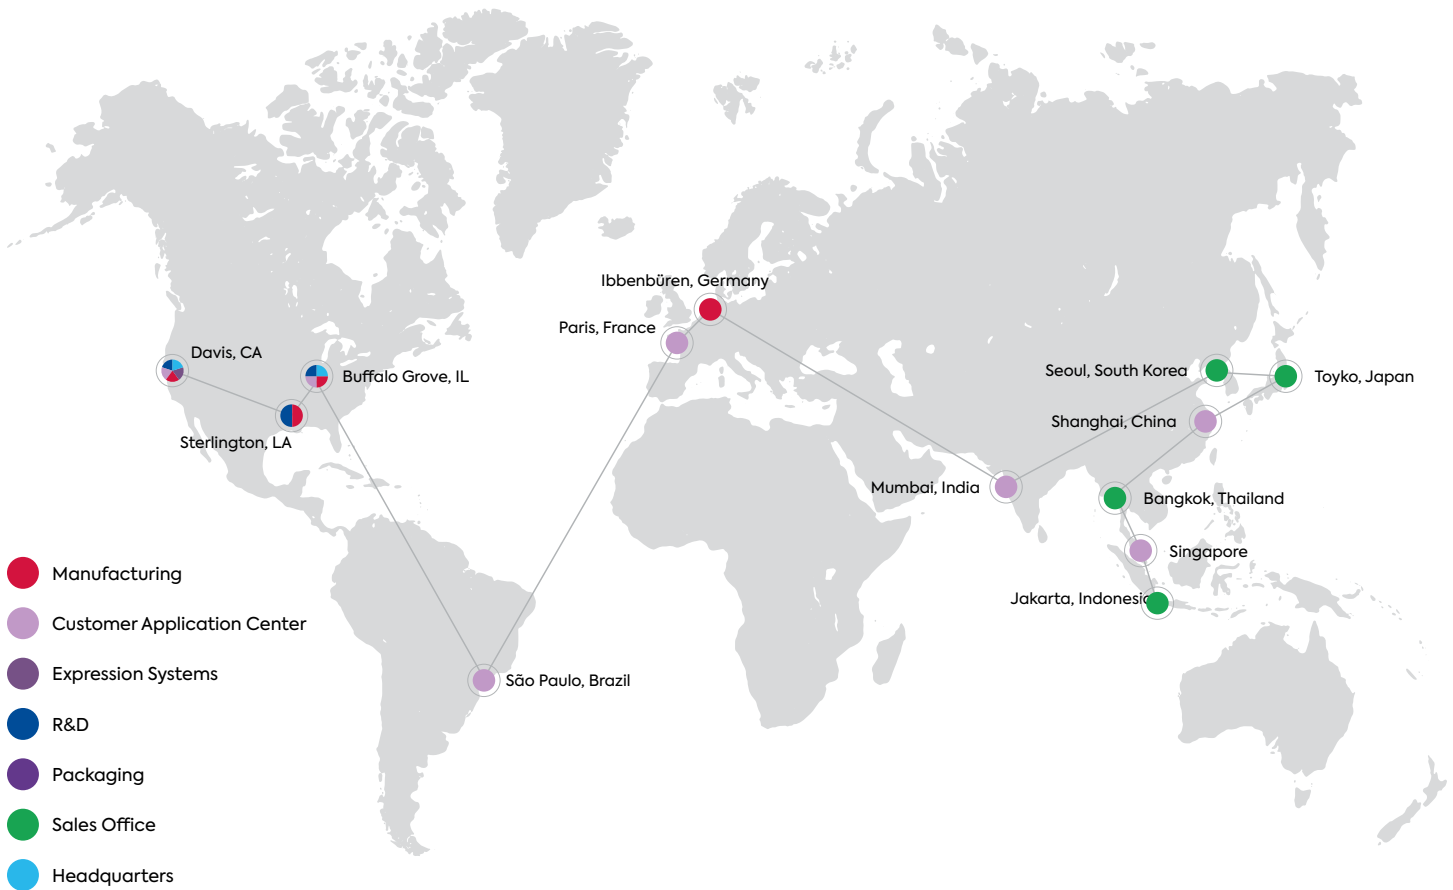 Ibbenbüren, Germany
Paris, France
Davis, CA
Buffalo Grove, IL
Seoul, South Korea
Toyko, Japan
Shanghai, China
Sterlington, LA
Mumbai, India
Bangkok, Thailand
Singapore
Jakarta, Indonesia
São Paulo, Brazil
Manufacturing
Customer Application Center
Expression Systems
R&D
Packaging
Sales Office
Headquarters